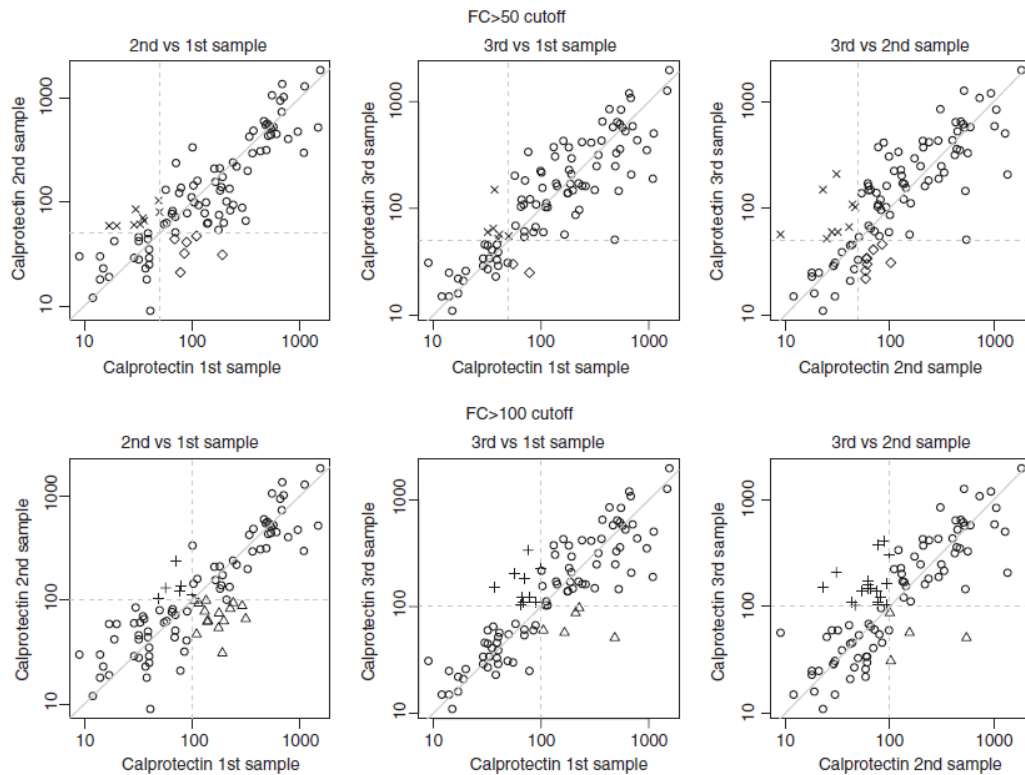 FC>50 cutoff
2nd vs 1st sample
3rd vs 1st sample
3rd vs 2nd sample
Calprotectin 2nd sample
1000
100
10
10 100 1000
Calprotectin 1st sample
Calprotectin 3rd sample
1000
100
10
10 100 1000
Calprotectin 1st sample
Calprotectin 3rd sample
1000
100
10
10 100 1000
Calprotectin 2nd sample
FC>100 cutoff
2nd vs 1st sample
3rd vs 1st sample
3rd vs 2nd sample
Calprotectin 2nd sample
1000
100
10
10 100 1000
Calprotectin 1st sample
Calprotectin 3rd sample
1000
100
10
10 100 1000
Calprotectin 1st sample
Calprotectin 3rd sample
1000
100
10
10 100 1000
Calprotectin 2nd sample